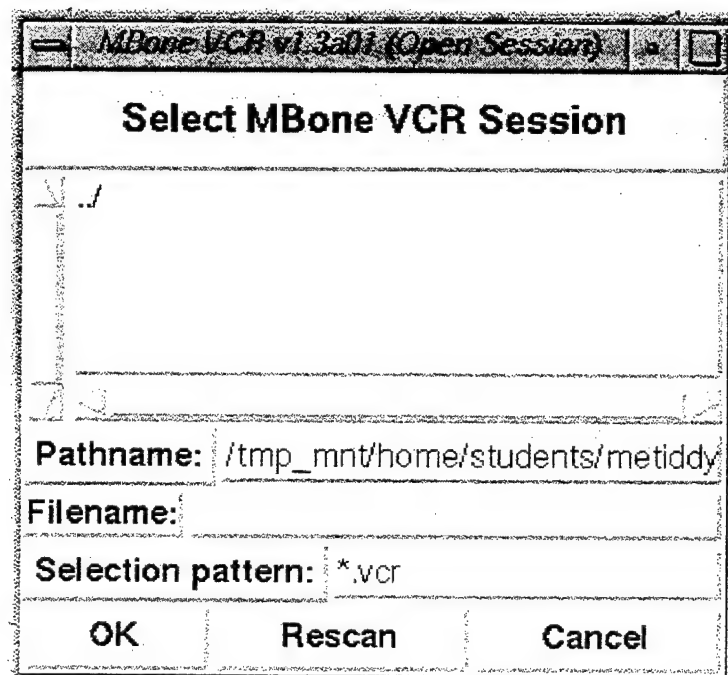 MBone VCR v1.3a01 (Open Session)
Select MBone VCR Session
../
Pathname: /tmp_mnt/home/students/metiddy
Filename:
Selection pattern: *.vcr
OK Rescan Cancel